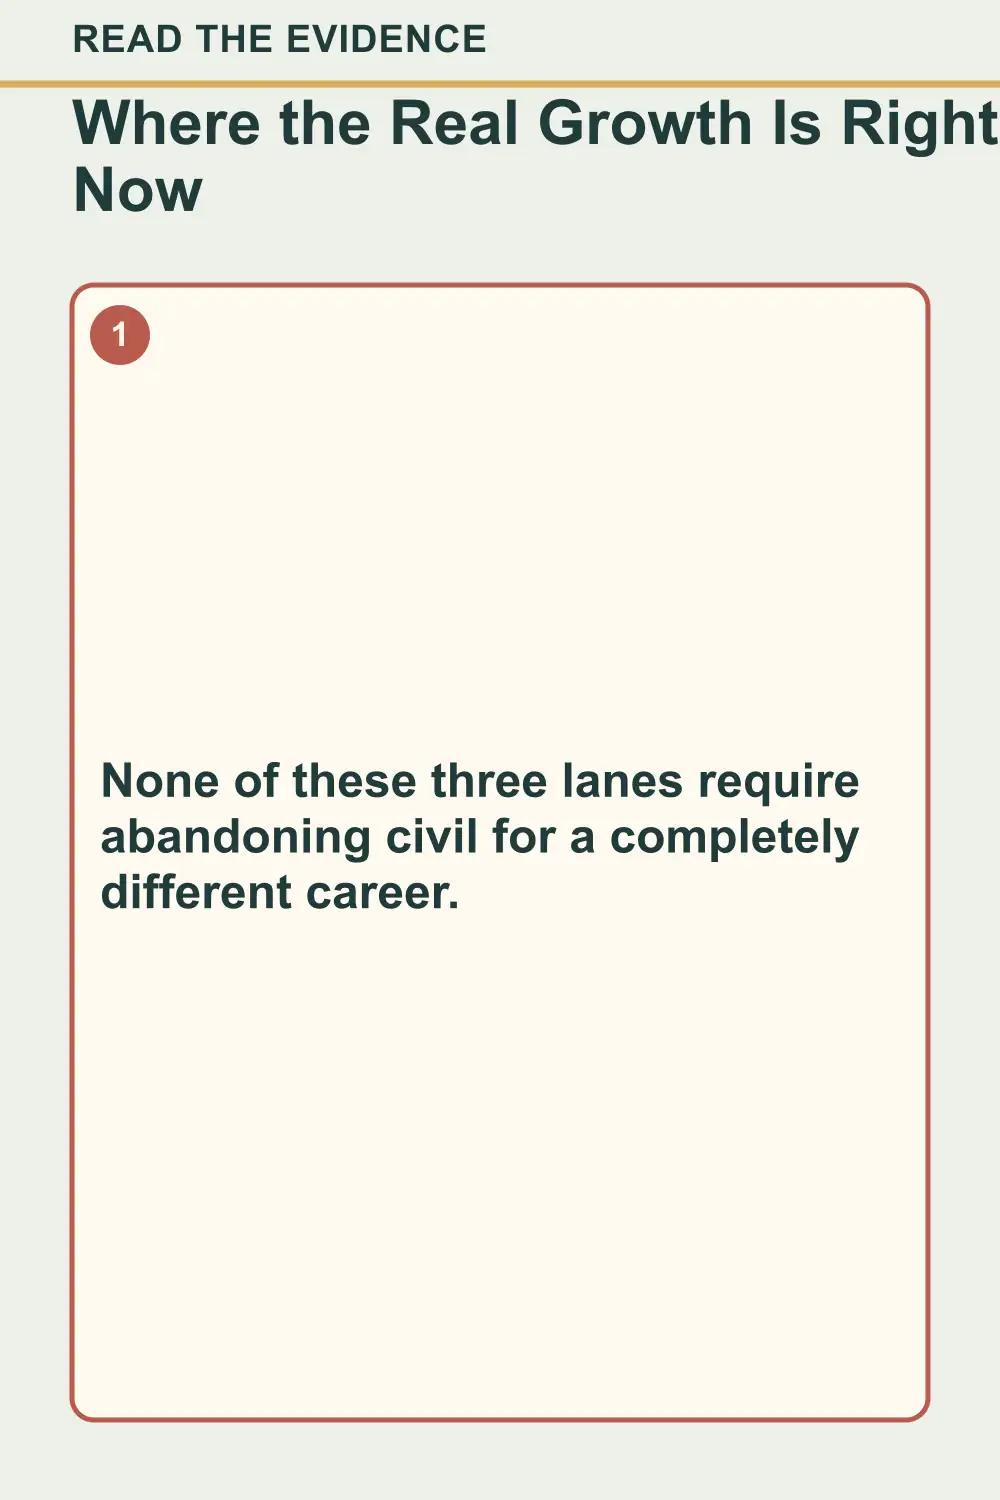 READ THE EVIDENCE
Where the Real Growth Is Right
Now
1
None of these three lanes require
abandoning civil for a completely
different career.